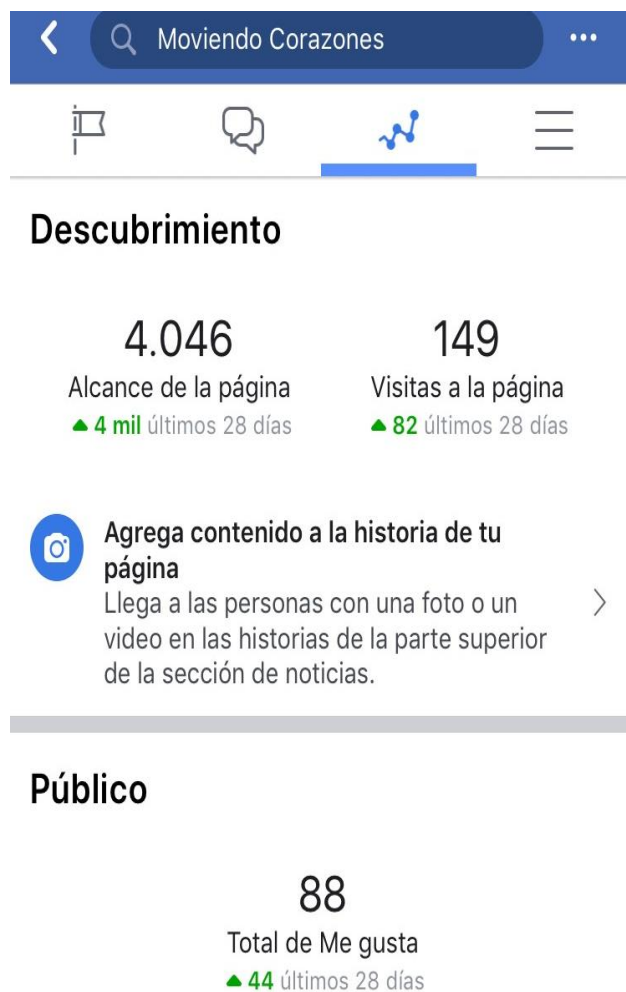 Moviendo Corazones
Descubrimiento
4.046 149
Alcance de la página Visitas a la página
4 mil últimos 28 días 82 últimos 28 días
Agrega contenido a la historia de tu
página
Llega a las personas con una foto o un
video en las historias de la parte superior
de la sección de noticias.
Público
88
Total de Me gusta
44 últimos 28 días